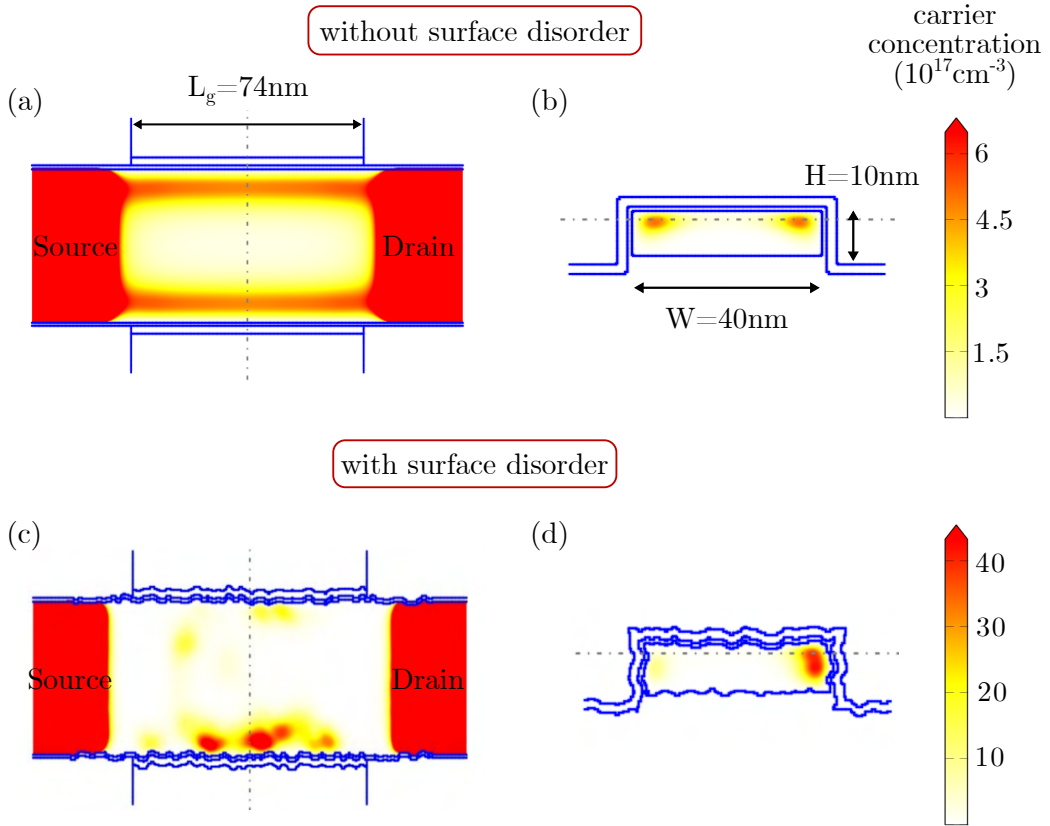 without surface disorder
carrier
concentration
(10¹⁷cm⁻³)
(a)
L_g=74nm
(b)
6
H=10nm
4.5
Source
Drain
3
W=40nm
1.5
with surface disorder
(c)
(d)
40
30
Source
Drain
20
10